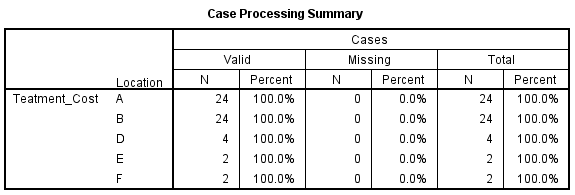 Case Processing Summary
Cases
Valid Missing Total
Location N Percent N Percent N Percent
Teatment_Cost A 24 100.0% 0 0.0% 24 100.0%
B 24 100.0% 0 0.0% 24 100.0%
D 4 100.0% 0 0.0% 4 100.0%
E 2 100.0% 0 0.0% 2 100.0%
F 2 100.0% 0 0.0% 2 100.0%